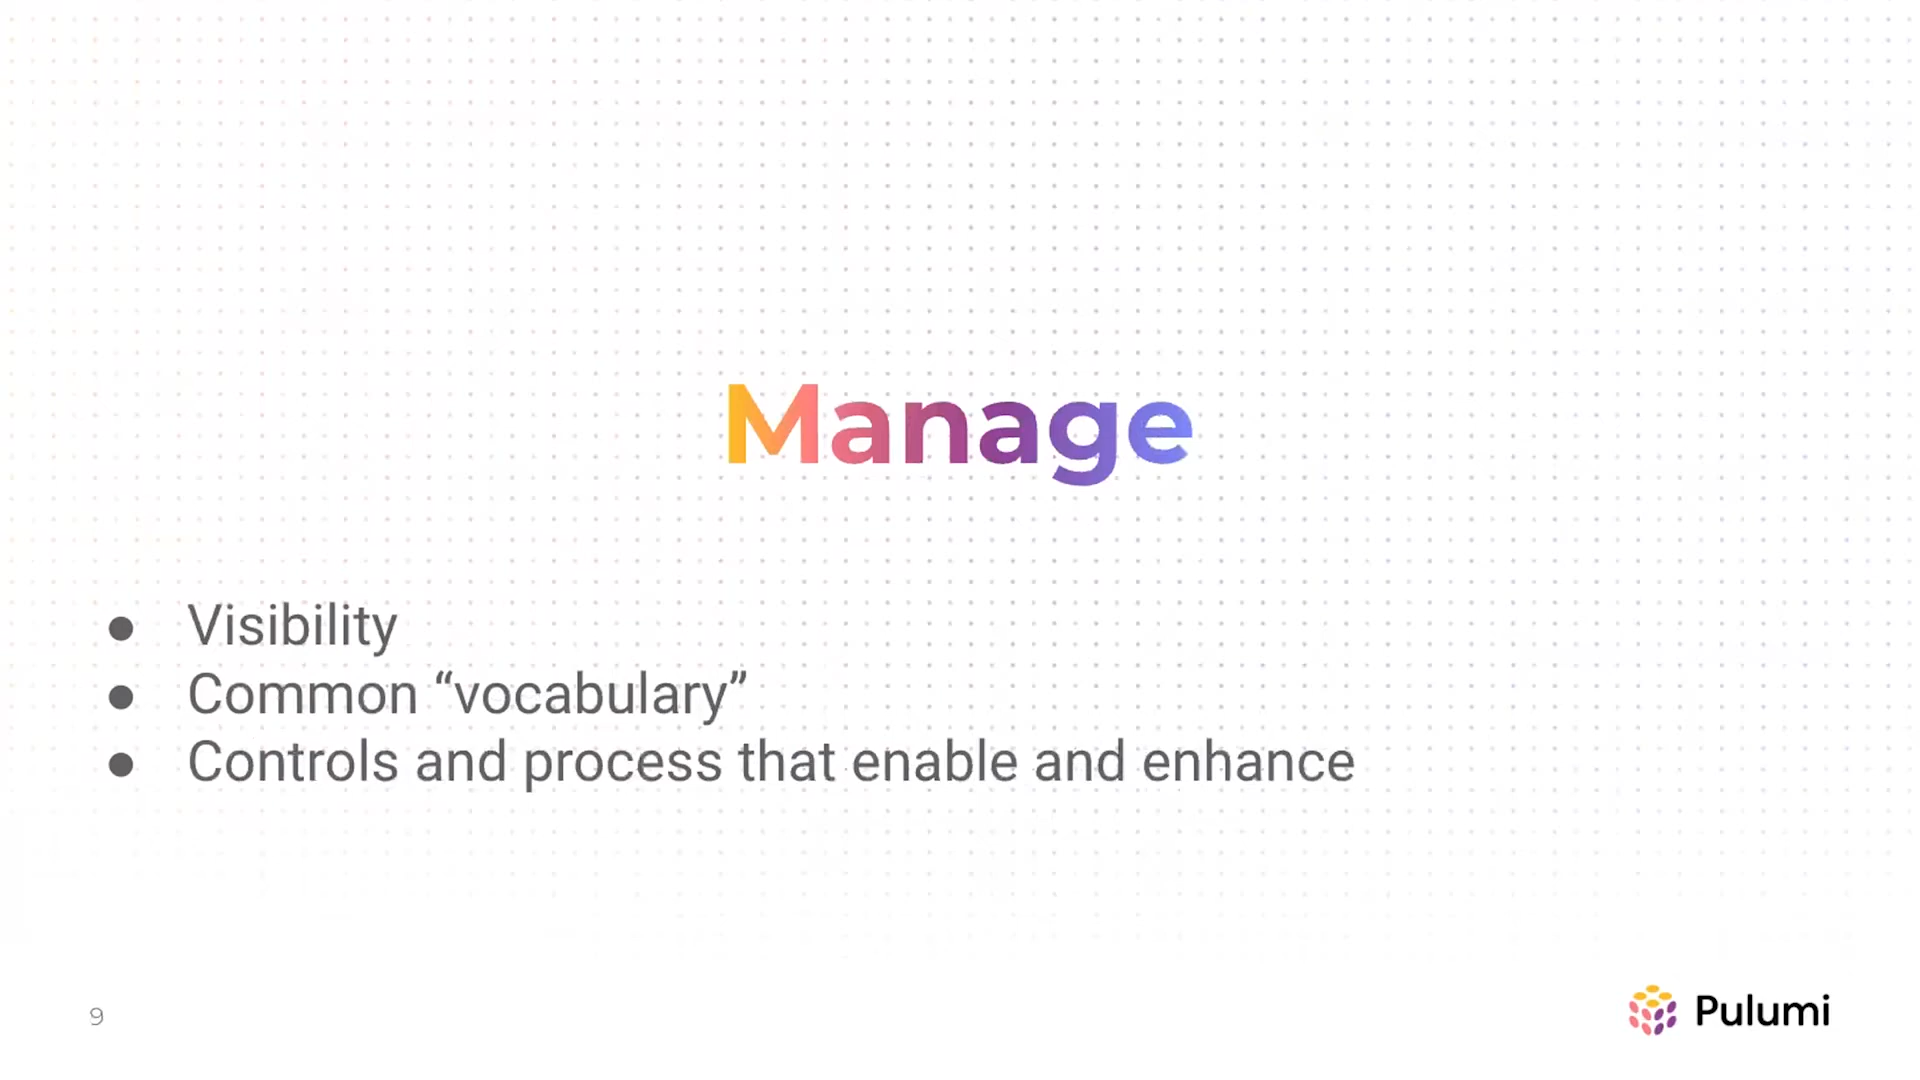 Manage
● Visibility
● Common “vocabulary”
● Controls and process that enable and enhance
9
Pulumi